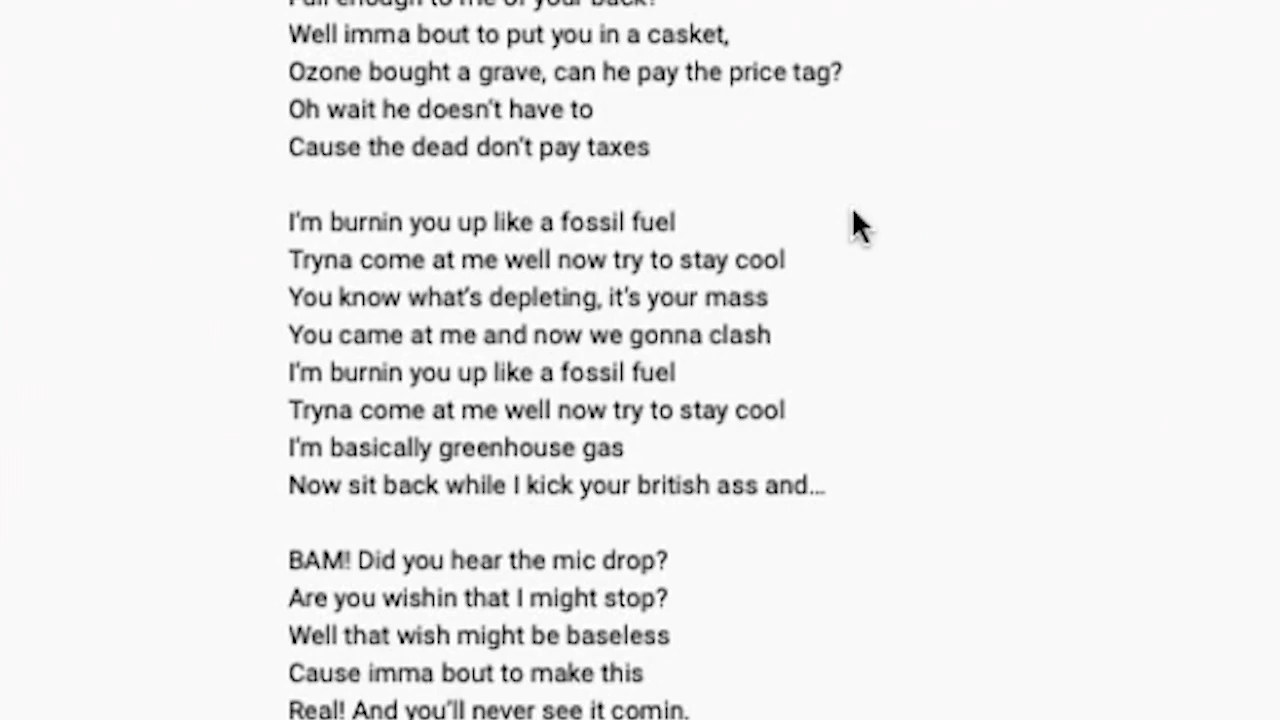 of your back?
Well imma bout to put you in a casket,
Ozone bought a grave, can he pay the price tag?
Oh wait he doesn't have to
Cause the dead don't pay taxes
I'm burnin you up like a fossil fuel
Tryna come at me well now try to stay cool
You know what's depleting, it's your mass
You came at me and now we gonna clash
I'm burnin you up like a fossil fuel
Tryna come at me well now try to stay cool
I'm basically greenhouse gas
Now sit back while I kick your british ass and...
BAM! Did you hear the mic drop?
Are you wishin that I might stop?
Well that wish might be baseless
Cause imma bout to make this
Real! And you'll never see it comin,